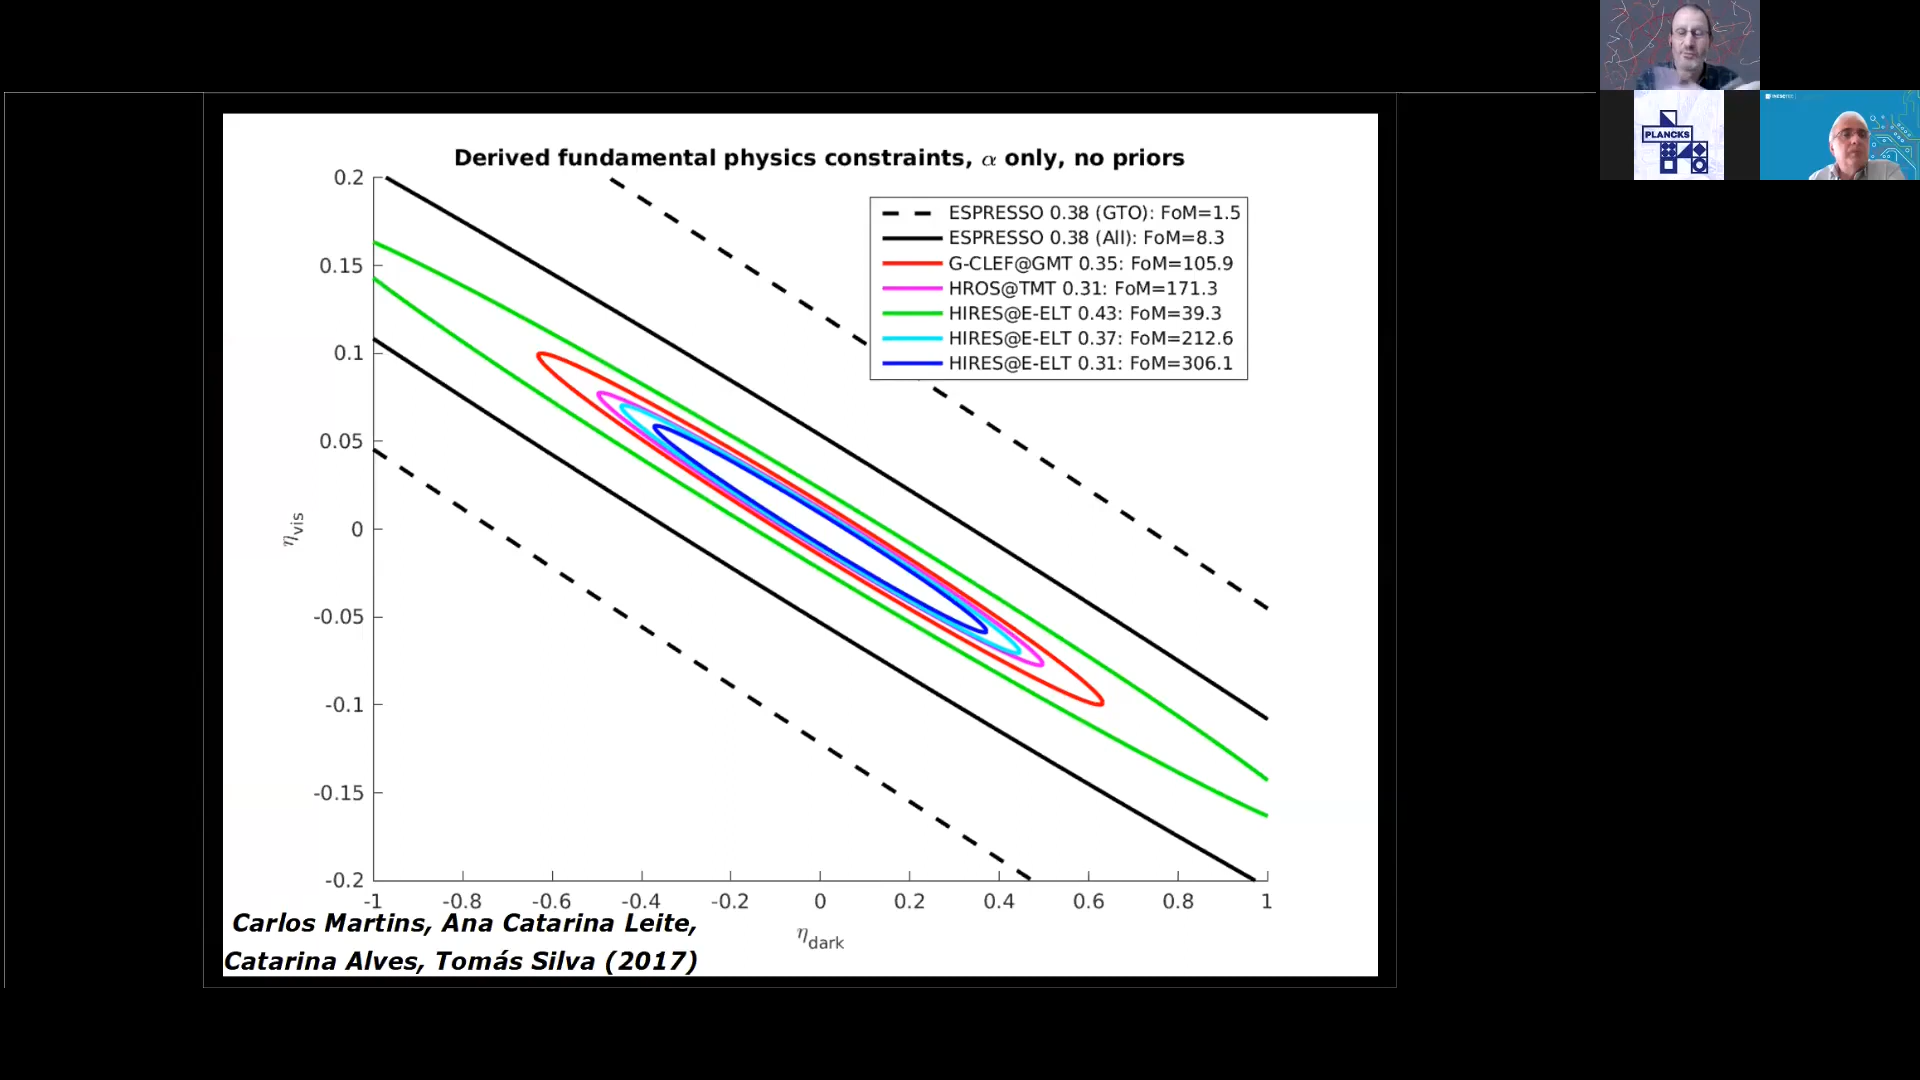 PLANCKS
Derived fundamental physics constraints, α only, no priors
ESPRESSO 0.38 (GTO): FoM=1.5
ESPRESSO 0.38 (All): FoM=8.3
G-CLEF@GMT 0.35: FoM=105.9
HROS@TMT 0.31: FoM=171.3
HIRES@E-ELT 0.43: FoM=39.3
HIRES@E-ELT 0.37: FoM=212.6
HIRES@E-ELT 0.31: FoM=306.1
0.2
0.15
0.1
0.05
0
-0.05
-0.1
-0.15
-0.2
ηvis
-1 -0.8 -0.6 -0.4 -0.2 0 0.2 0.4 0.6 0.8 1
ηdark
Carlos Martins, Ana Catarina Leite,
Catarina Alves, Tomás Silva (2017)